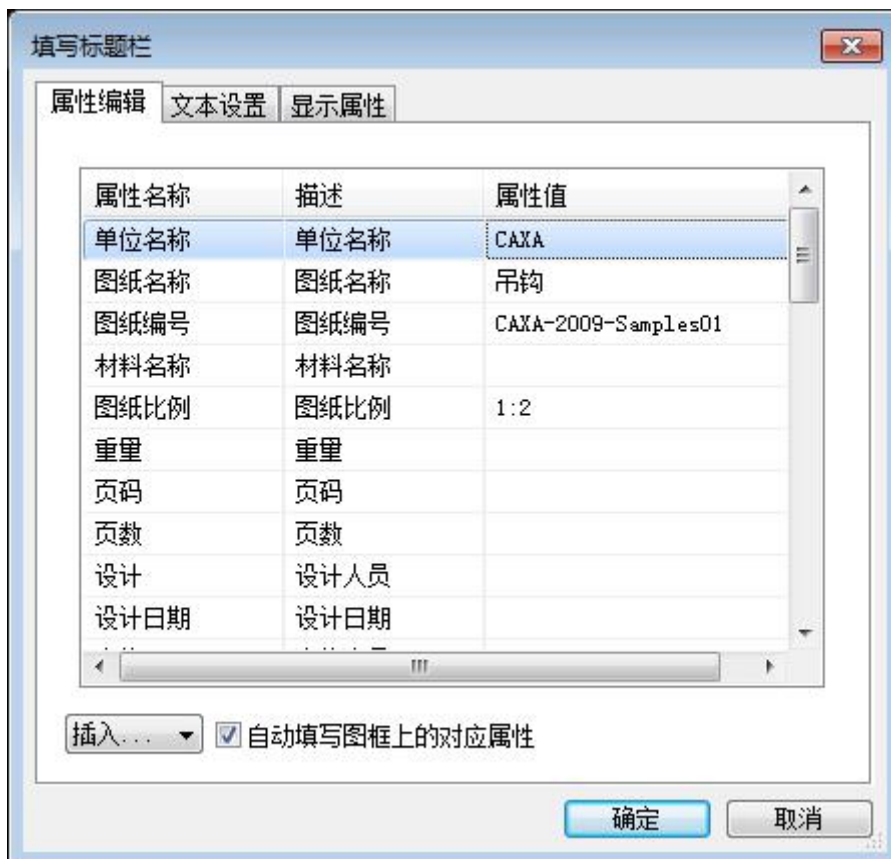 填写标题栏
属性编辑 文本设置 显示属性
属性名称 描述 属性值
单位名称 单位名称 CAXA
图纸名称 图纸名称 吊钩
图纸编号 图纸编号 CAXA-2009-Samples01
材料名称 材料名称
图纸比例 图纸比例 1:2
重量 重量
页码 页码
页数 页数
设计 设计人员
设计日期 设计日期
插入... 自动填写图框上的对应属性
确定 取消